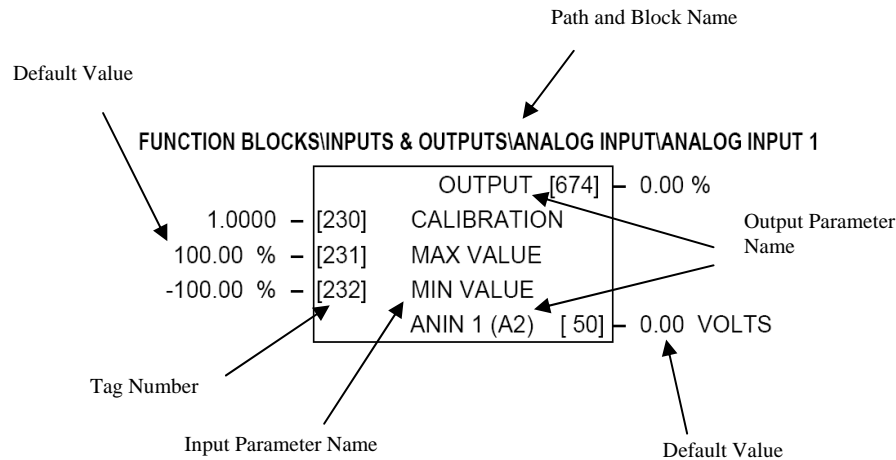 Path and Block Name
Default Value
FUNCTION BLOCKS\INPUTS & OUTPUTS\ANALOG INPUT\ANALOG INPUT 1
OUTPUT [674] – 0.00 %
1.0000 – [230] CALIBRATION
100.00 % – [231] MAX VALUE
-100.00 % – [232] MIN VALUE
ANIN 1 (A2) [ 50] – 0.00 VOLTS
Output Parameter
Name
Tag Number
Input Parameter Name
Default Value